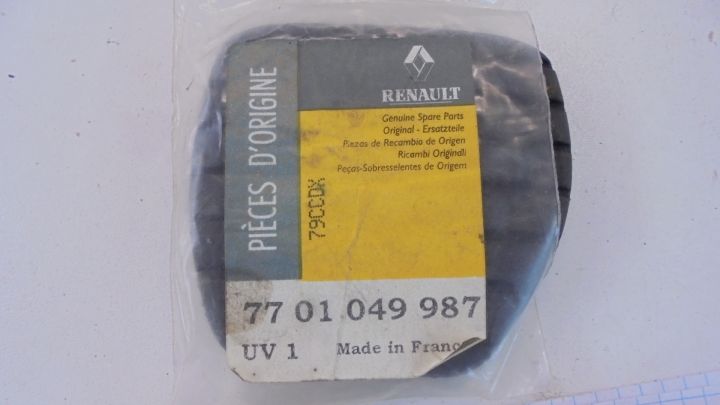 PIÈCES D'ORIGINE
RENAULT
Genuine Spare Parts
Original - Ersatzteile
Piezas de Recambio de Origen
Ricambi Originali
Peças-Sobresselentes de Origem
79CCDX
77 01 049 987
UV 1 Made in France